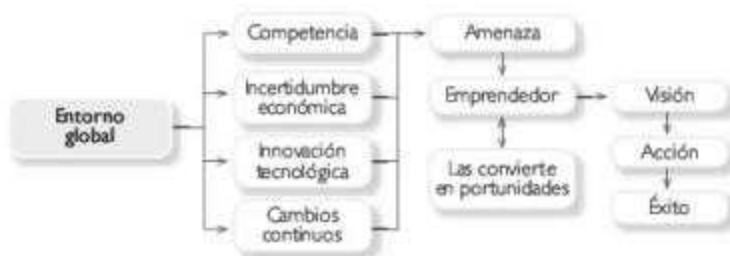 Entorno
global
Competencia
Incertidumbre
económica
Innovación
tecnológica
Cambios
continuos
Amenaza
Emprendedor
Las convierte
en portunidades
Visión
Acción
Éxito